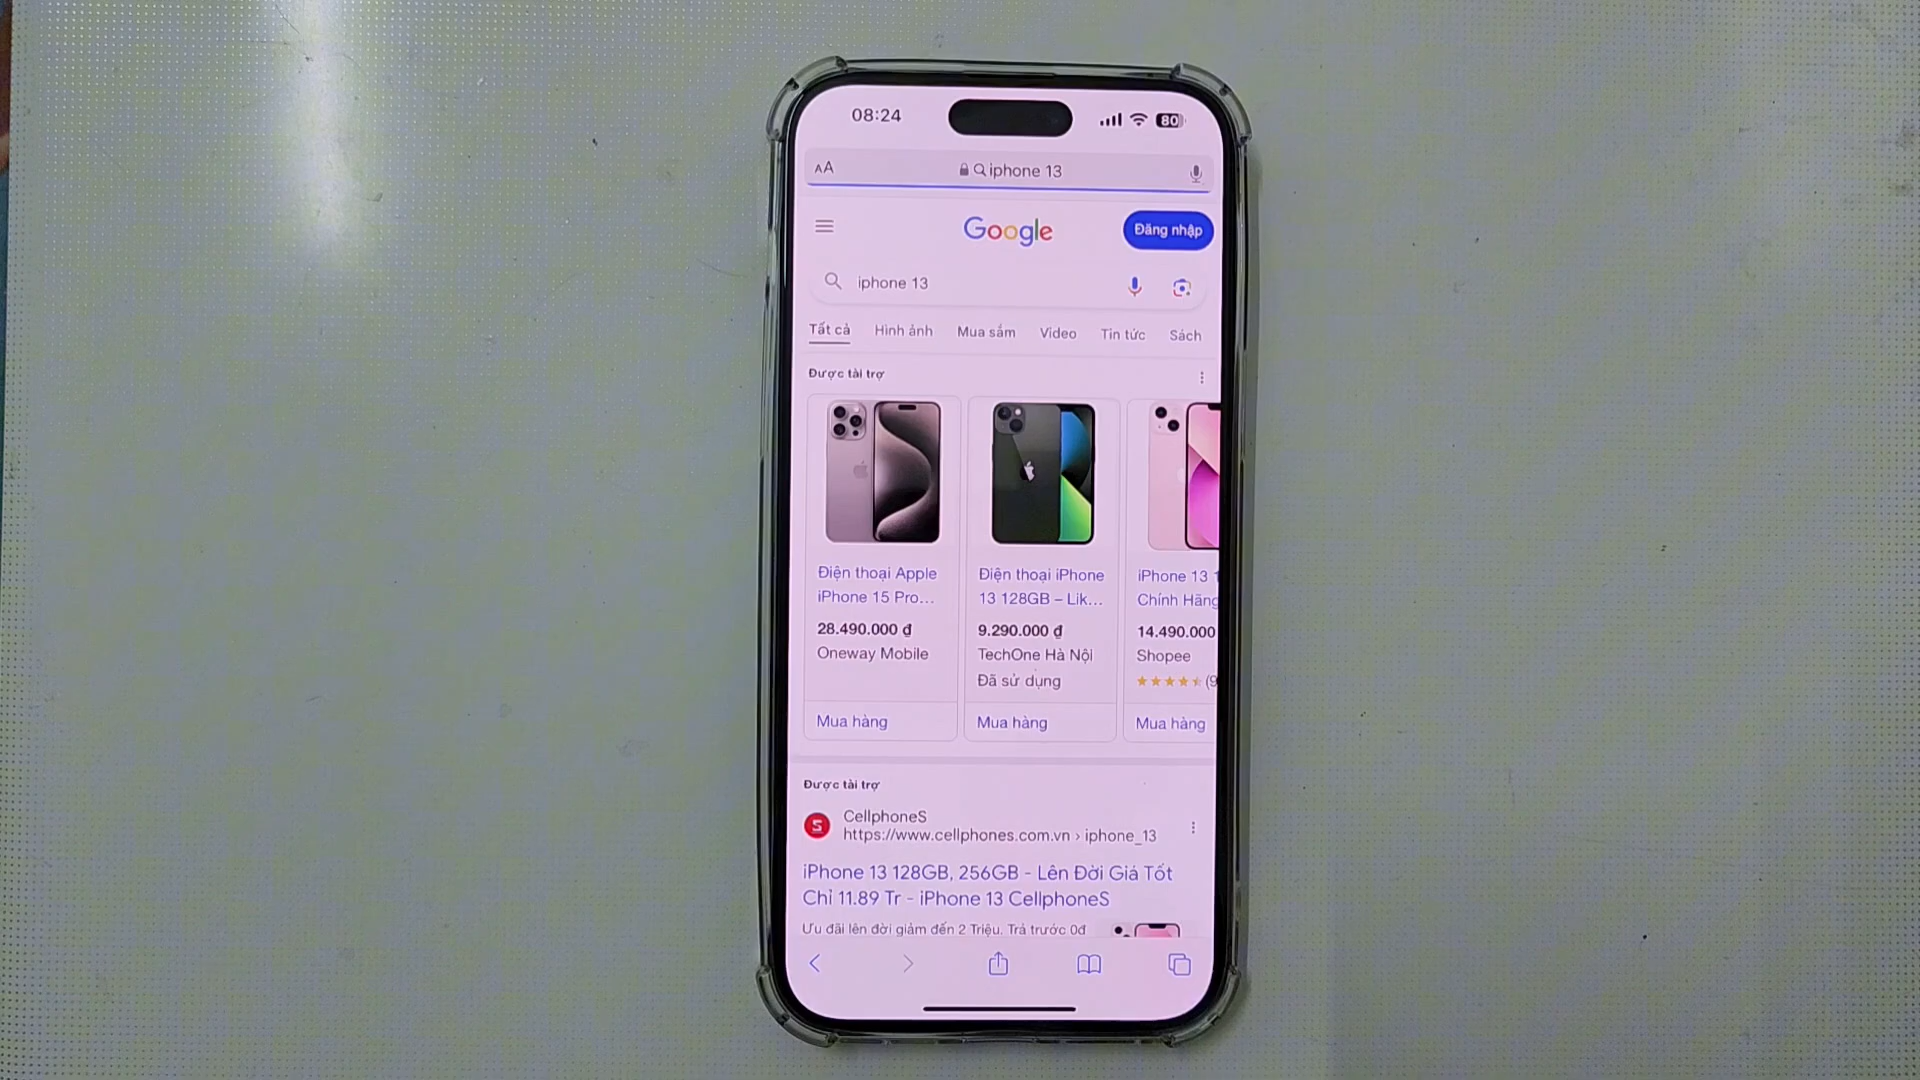 08:24
80
AA
iphone 13
Google
Đăng nhập
iphone 13
Tất cả Hình ảnh Mua sắm Video Tin tức Sách
Được tài trợ
Điện thoại Apple
iPhone 15 Pro...
28.490.000 ₫
Oneway Mobile
Mua hàng
Điện thoại iPhone
13 128GB – Lik...
9.290.000 ₫
TechOne Hà Nội
Đã sử dụng
Mua hàng
iPhone 13 1
Chính Hãng
14.490.000
Shopee
(9
Mua hàng
Được tài trợ
S
CellphoneS
https://www.cellphones.com.vn › iphone_13
iPhone 13 128GB, 256GB - Lên Đời Giá Tốt
Chỉ 11.89 Tr - iPhone 13 CellphoneS
Ưu đãi lên đời giảm đến 2 Triệu. Trả trước 0đ